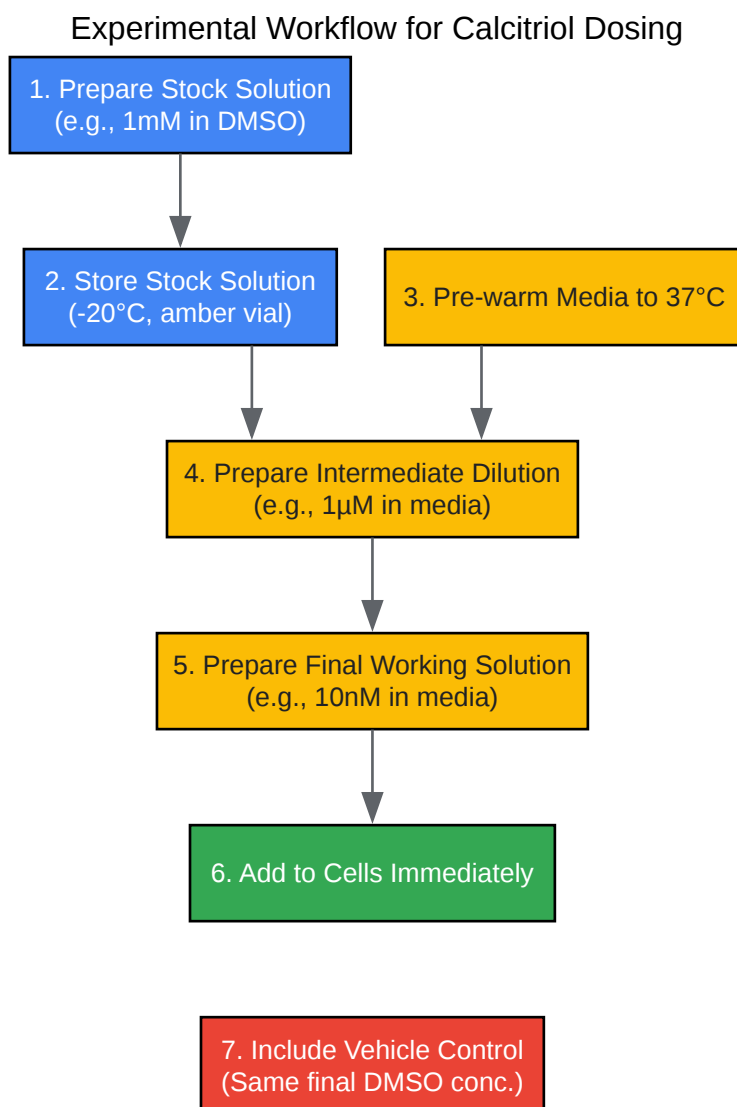 Experimental Workflow for Calcitriol Dosing
1. Prepare Stock Solution
(e.g., 1mM in DMSO)
2. Store Stock Solution
(-20°C, amber vial)
3. Pre-warm Media to 37°C
4. Prepare Intermediate Dilution
(e.g., 1µM in media)
5. Prepare Final Working Solution
(e.g., 10nM in media)
6. Add to Cells Immediately
7. Include Vehicle Control
(Same final DMSO conc.)